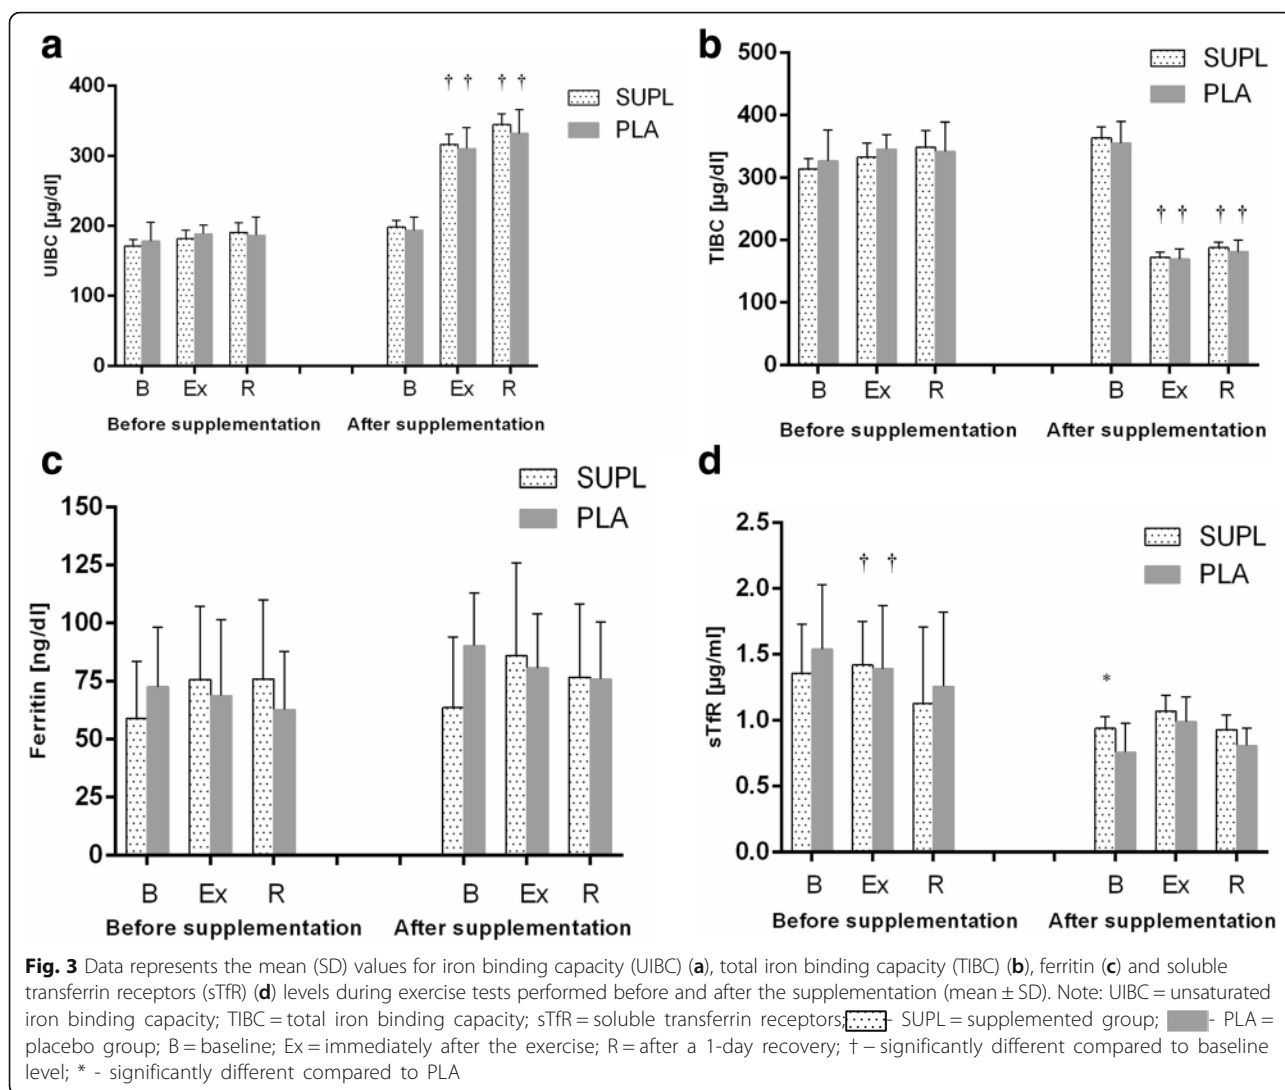 a
400
300
200
100
0
UIBC [µg/dl]
† † † †
SUPL
PLA
B Ex R B Ex R
Before supplementation After supplementation
b
500
400
300
200
100
0
TIBC [µg/dl]
SUPL
PLA
† † † †
B Ex R B Ex R
Before supplementation After supplementation
c
150
125
100
75
50
25
0
Ferritin [ng/dl]
SUPL
PLA
B Ex R B Ex R
Before supplementation After supplementation
d
2.5
2.0
1.5
1.0
0.5
0.0
sTfR [µg/ml]
† †
SUPL
PLA
*
B Ex R B Ex R
Before supplementation After supplementation
Fig. 3 Data represents the mean (SD) values for iron binding capacity (UIBC) (a), total iron binding capacity (TIBC) (b), ferritin (c) and soluble
transferrin receptors (sTfR) (d) levels during exercise tests performed before and after the supplementation (mean ± SD). Note: UIBC = unsaturated
iron binding capacity; TIBC = total iron binding capacity; sTfR = soluble transferrin receptors; - SUPL = supplemented group; - PLA =
placebo group; B = baseline; Ex = immediately after the exercise; R = after a 1-day recovery; † – significantly different compared to baseline
level; * - significantly different compared to PLA